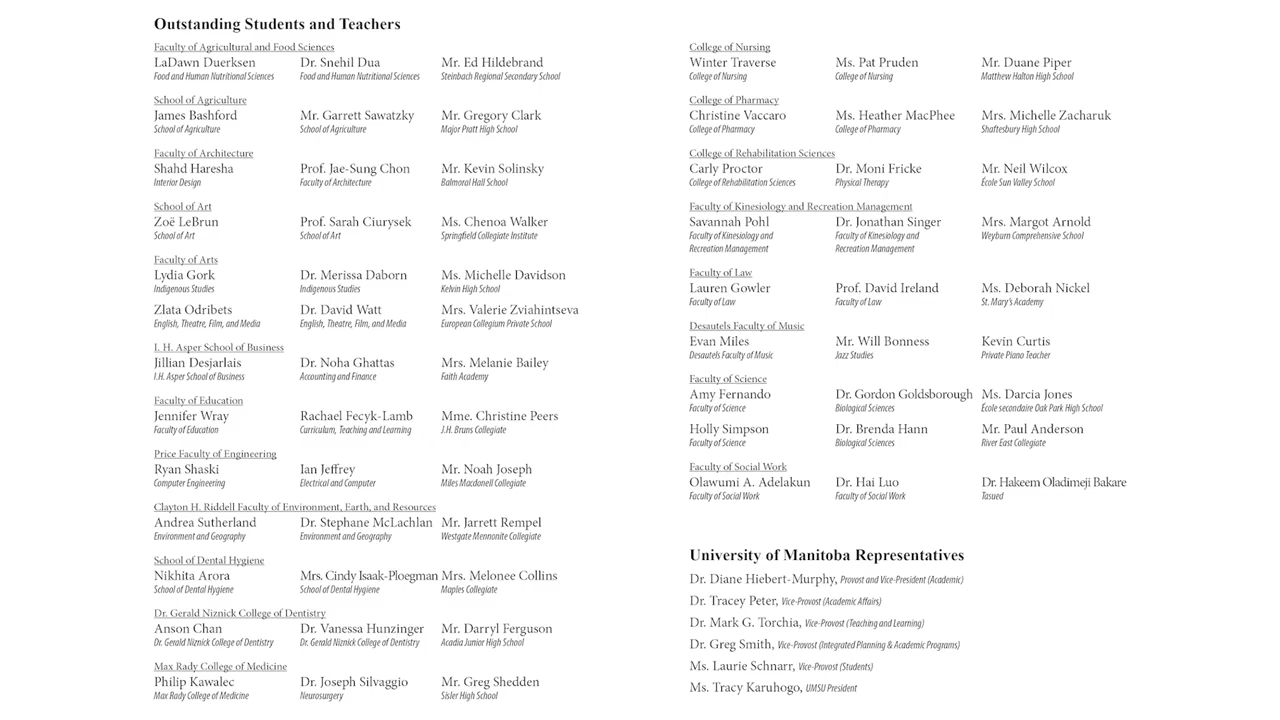 Outstanding Students and Teachers
Faculty of Agricultural and Food Sciences
LaDawn Duerksen Dr. Snehil Dua Mr. Ed Hildebrand
Food and Human Nutritional Sciences Food and Human Nutritional Sciences Steinbach Regional Secondary School
School of Agriculture
James Bashford Mr. Garrett Sawatzky Mr. Gregory Clark
School of Agriculture School of Agriculture Major Pratt High School
Faculty of Architecture
Shahd Haresha Prof. Jae-Sung Chon Mr. Kevin Solinsky
Interior Design Faculty of Architecture Balmoral Hall School
School of Art
Zoë LeBrun Prof. Sarah Ciurysek Ms. Chenoa Walker
School of Art School of Art Springfield Collegiate Institute
Faculty of Arts
Lydia Gork Dr. Merissa Daborn Ms. Michelle Davidson
Indigenous Studies Indigenous Studies Kelvin High School
Zlata Odribets Dr. David Watt Mrs. Valerie Zviahintseva
English, Theatre, Film, and Media English, Theatre, Film, and Media European Collegium Private School
I. H. Asper School of Business
Jillian Desjarlais Dr. Noha Ghattas Mrs. Melanie Bailey
I.H. Asper School of Business Accounting and Finance Faith Academy
Faculty of Education
Jennifer Wray Rachael Fecyk-Lamb Mme. Christine Peers
Faculty of Education Curriculum, Teaching and Learning J.H. Bruns Collegiate
Price Faculty of Engineering
Ryan Shaski Ian Jeffrey Mr. Noah Joseph
Computer Engineering Electrical and Computer Miles Macdonell Collegiate
Clayton H. Riddell Faculty of Environment, Earth, and Resources
Andrea Sutherland Dr. Stephane McLachlan Mr. Jarrett Rempel
Environment and Geography Environment and Geography Westgate Mennonite Collegiate
School of Dental Hygiene
Nikhita Arora Mrs. Cindy Isaak-Ploegman Mrs. Melonee Collins
School of Dental Hygiene School of Dental Hygiene Maples Collegiate
Dr. Gerald Niznick College of Dentistry
Anson Chan Dr. Vanessa Hunzinger Mr. Darryl Ferguson
Dr. Gerald Niznick College of Dentistry Dr. Gerald Niznick College of Dentistry Acadia Junior High School
Max Rady College of Medicine
Philip Kawalec Dr. Joseph Silvaggio Mr. Greg Shedden
Max Rady College of Medicine Neurosurgery Sisler High School
College of Nursing
Winter Traverse Ms. Pat Pruden Mr. Duane Piper
College of Nursing College of Nursing Matthew Halton High School
College of Pharmacy
Christine Vaccaro Ms. Heather MacPhee Mrs. Michelle Zacharuk
College of Pharmacy College of Pharmacy Shaftesbury High School
College of Rehabilitation Sciences
Carly Proctor Dr. Moni Fricke Mr. Neil Wilcox
College of Rehabilitation Sciences Physical Therapy École Sun Valley School
Faculty of Kinesiology and Recreation Management
Savannah Pohl Dr. Jonathan Singer Mrs. Margot Arnold
Faculty of Kinesiology and Faculty of Kinesiology and Weyburn Comprehensive School
Recreation Management Recreation Management
Faculty of Law
Lauren Gowler Prof. David Ireland Ms. Deborah Nickel
Faculty of Law Faculty of Law St. Mary's Academy
Desautels Faculty of Music
Evan Miles Mr. Will Bonness Kevin Curtis
Desautels Faculty of Music Jazz Studies Private Piano Teacher
Faculty of Science
Amy Fernando Dr. Gordon Goldsborough Ms. Darcia Jones
Faculty of Science Biological Sciences École secondaire Oak Park High School
Holly Simpson Dr. Brenda Hann Mr. Paul Anderson
Faculty of Science Biological Sciences River East Collegiate
Faculty of Social Work
Olawumi A. Adelakun Dr. Hai Luo Dr. Hakeem Oladimeji Bakare
Faculty of Social Work Faculty of Social Work Tasued
University of Manitoba Representatives
Dr. Diane Hiebert-Murphy, Provost and Vice-President (Academic)
Dr. Tracey Peter, Vice-Provost (Academic Affairs)
Dr. Mark G. Torchia, Vice-Provost (Teaching and Learning)
Dr. Greg Smith, Vice-Provost (Integrated Planning & Academic Programs)
Ms. Laurie Schnarr, Vice-Provost (Students)
Ms. Tracy Karuhogo, UMSU President